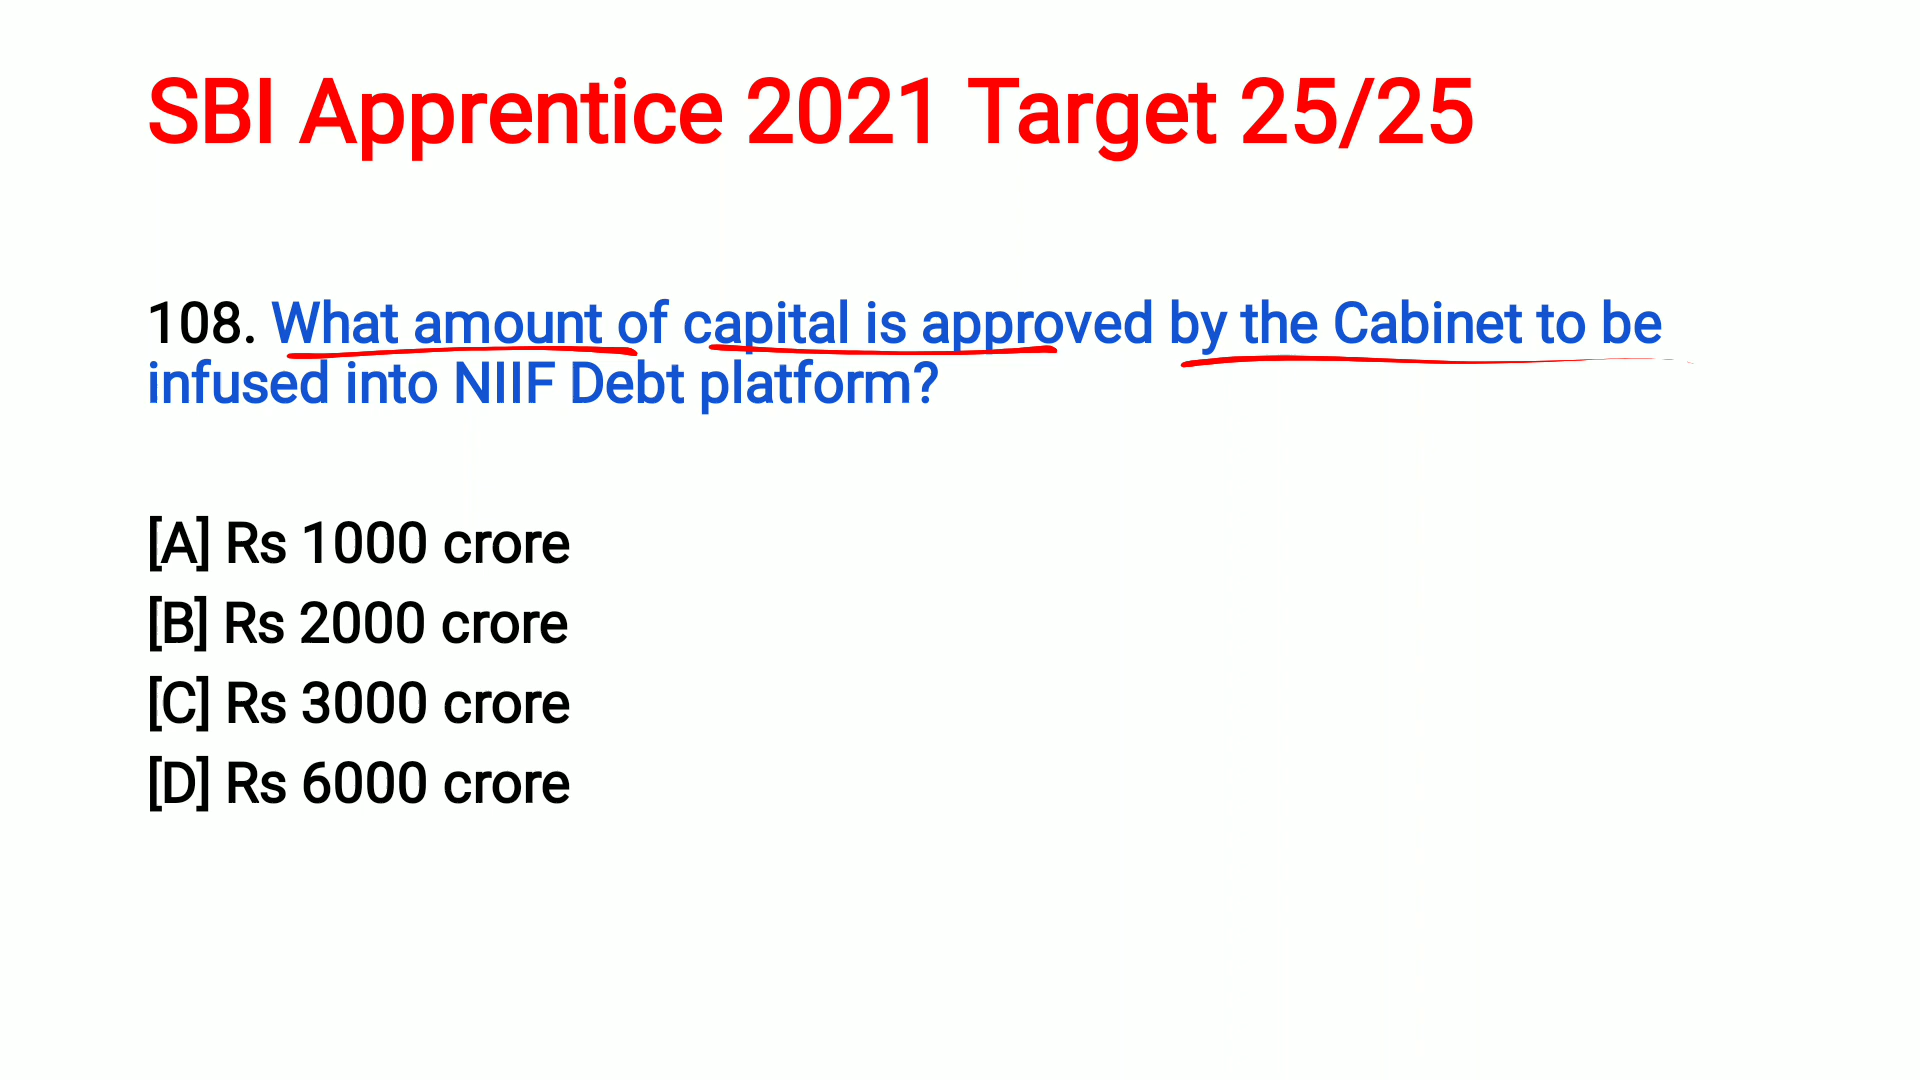 SBI Apprentice 2021 Target 25/25
108. What amount of capital is approved by the Cabinet to be
infused into NIIF Debt platform?
[A] Rs 1000 crore
[B] Rs 2000 crore
[C] Rs 3000 crore
[D] Rs 6000 crore